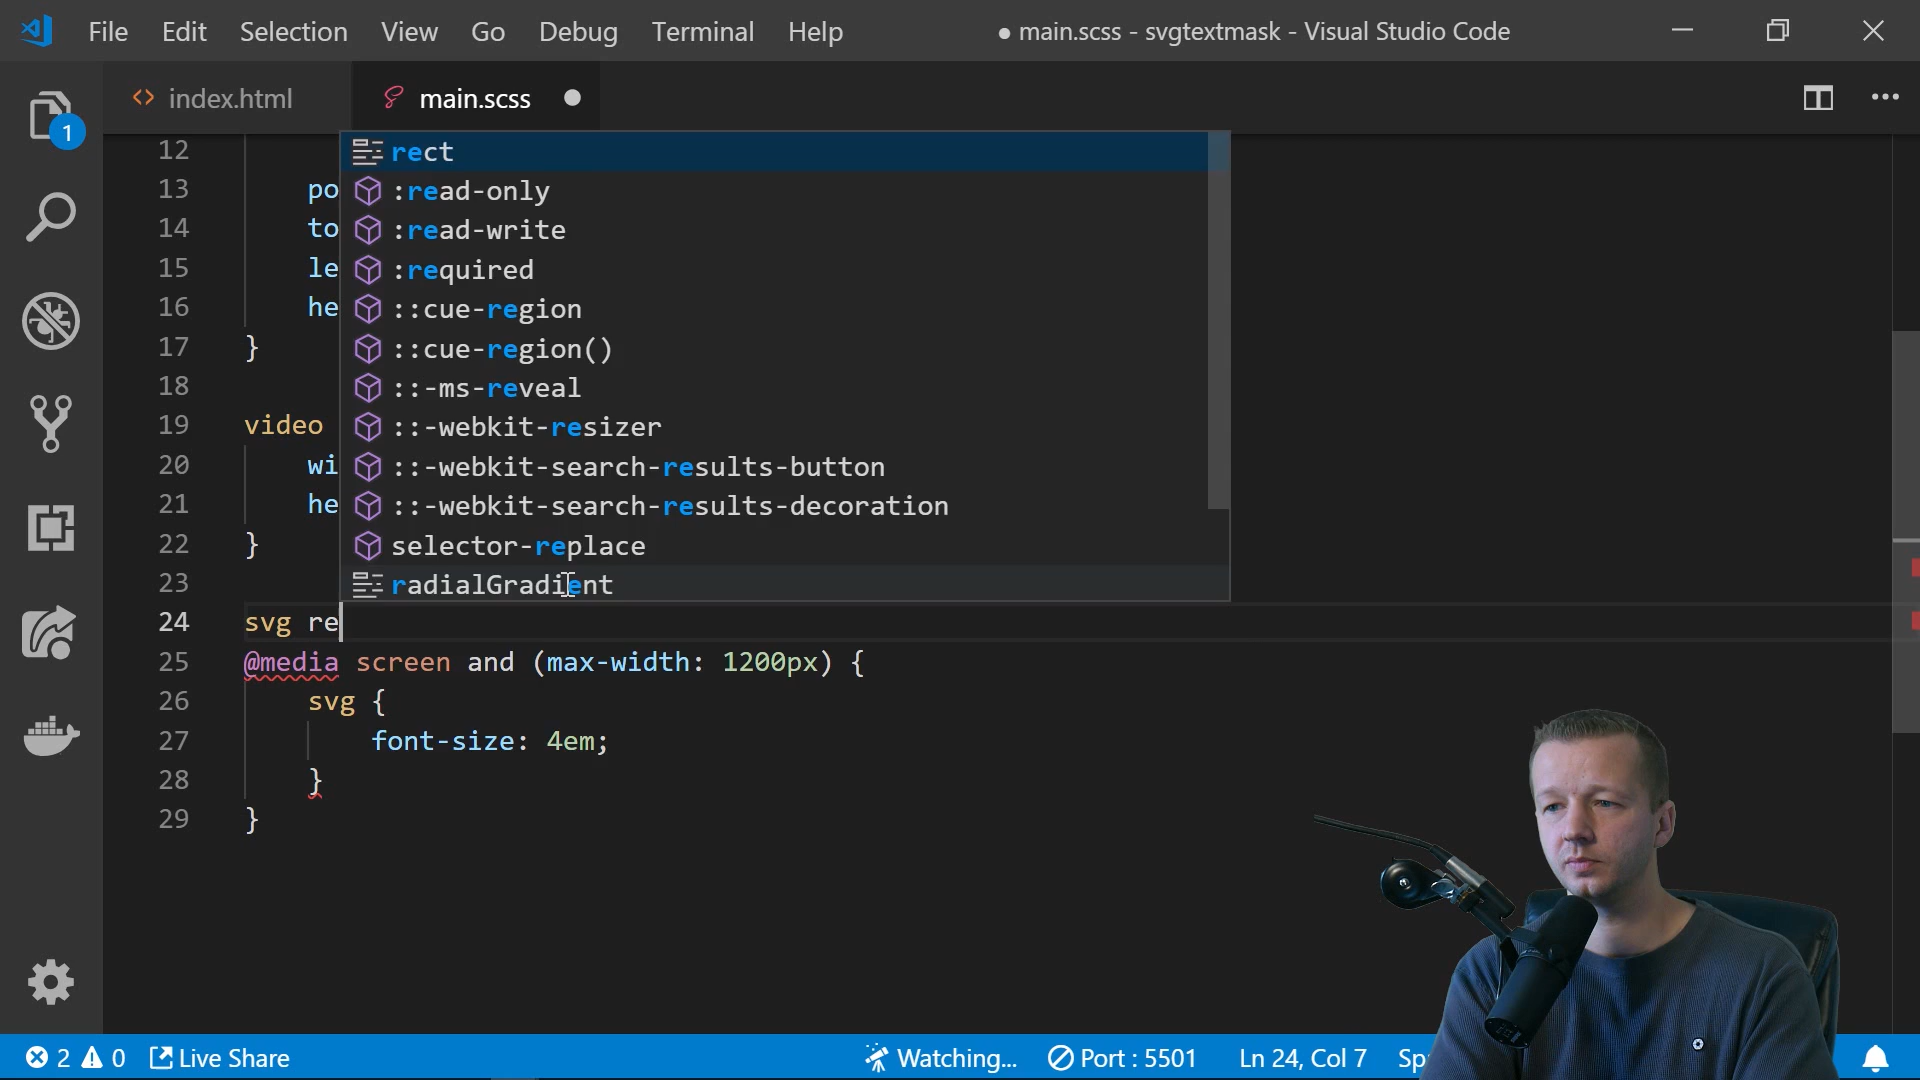 File Edit Selection View Go Debug Terminal Help
● main.scss - svgtextmask - Visual Studio Code
1
<> index.html
main.scss
12
rect
13 po
:read-only
14 to
:read-write
15 le
:required
16 he
::cue-region
17 }
::cue-region()
18
::-ms-reveal
19 video
::-webkit-resizer
20 wi
::-webkit-search-results-button
21 he
::-webkit-search-results-decoration
22 }
selector-replace
23
radialGradient
24 svg re
25 @media screen and (max-width: 1200px) {
26 svg {
27 font-size: 4em;
28 }
29 }
2 0 Live Share
Watching... Port : 5501 Ln 24, Col 7